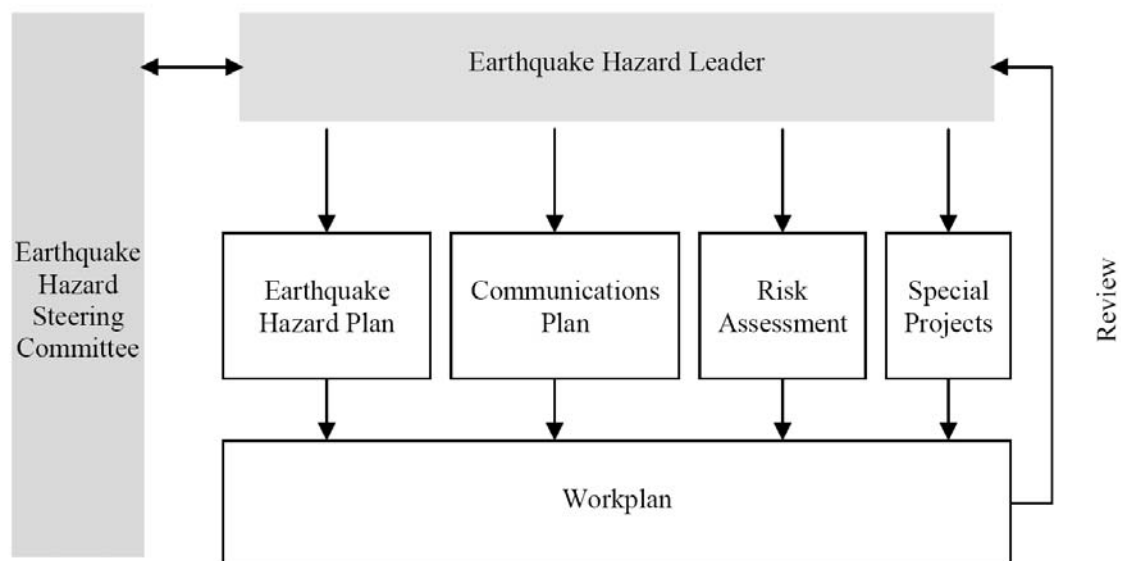 Earthquake Hazard Leader
Earthquake
Hazard
Steering
Committee
Earthquake
Hazard Plan
Communications
Plan
Risk
Assessment
Special
Projects
Review
Workplan